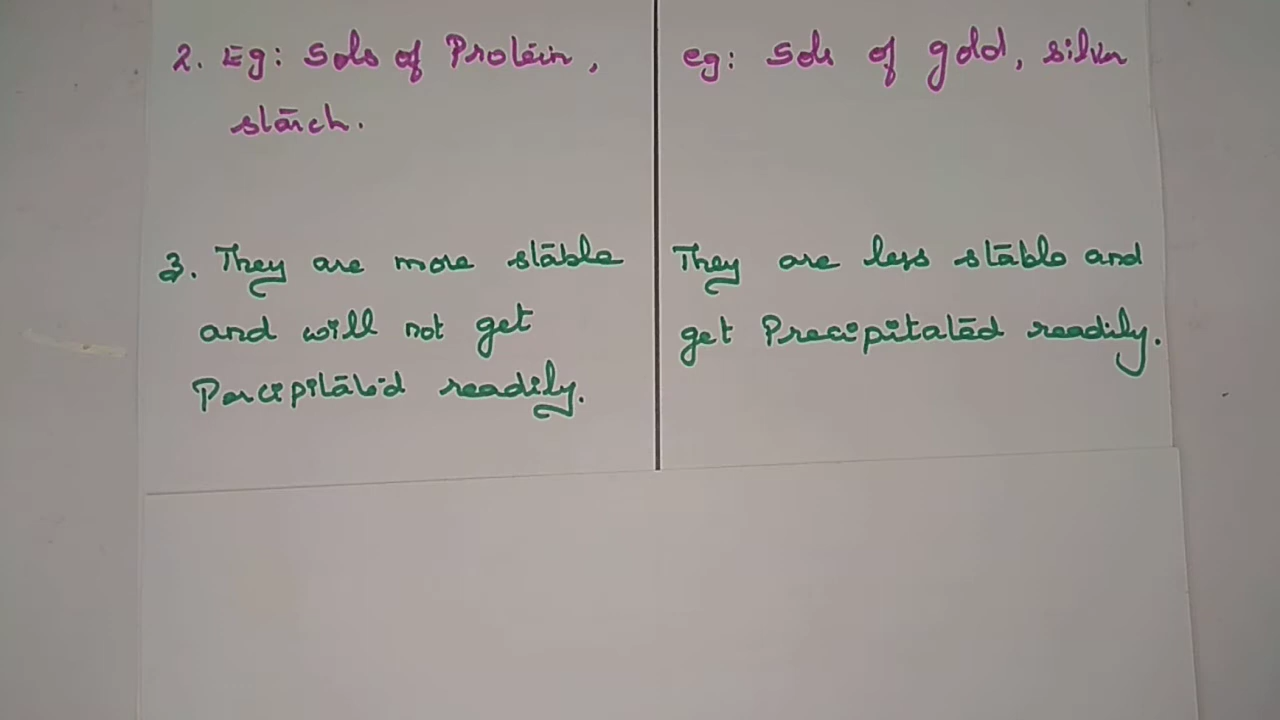 2. Eg: Sols of Protein,
starch.
eg: Sols of gold, silver
3. They are more stable
and will not get
Parcipitated readily.
They are less stable and
get Precipitated readily.